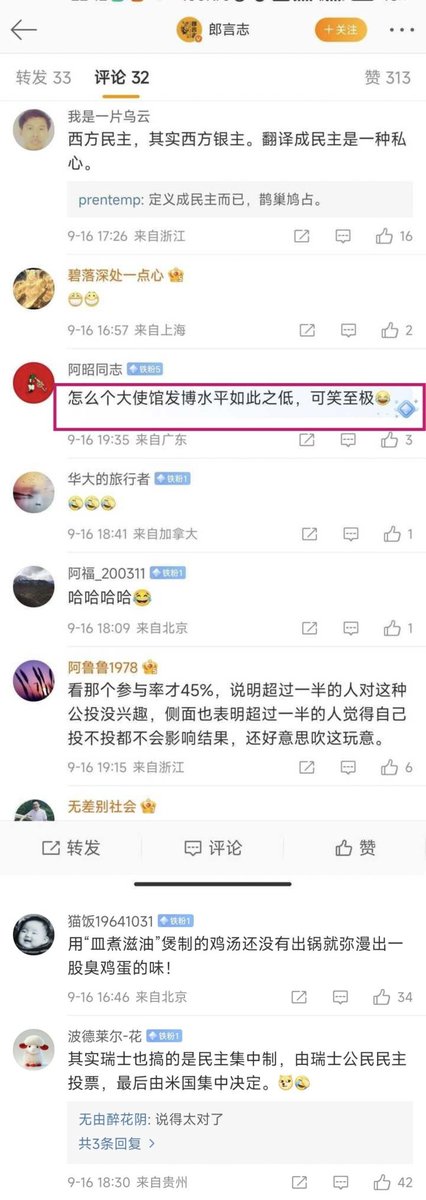 郎言志
+关注
转发 33
评论 32
赞 313
我是一片乌云
西方民主，其实西方银主。翻译成民主是一种私
心。
prentemp: 定义成民主而已，鹊巢鸠占。
9-16 17:26 来自浙江
16
碧落深处一点心
9-16 16:57 来自上海
2
阿昭同志 铁粉5
怎么个大使馆发博水平如此之低，可笑至极😂
9-16 19:35 来自广东
3
华大的旅行者 铁粉1
🤣🤣🤣
9-16 18:41 来自加拿大
1
阿福_200311 铁粉1
哈哈哈哈😂
9-16 18:09 来自北京
1
阿鲁鲁1978
看那个参与率才45%，说明超过一半的人对这种
公投没兴趣，侧面也表明超过一半的人觉得自己
投不投都不会影响结果，还好意思吹这玩意。
9-16 19:15 来自浙江
6
无差别社会
转发
评论
赞
猫饭19641031 铁粉1
用“皿煮滋油”煲制的鸡汤还没有出锅就弥漫出一
股臭鸡蛋的味！
9-16 16:46 来自北京
34
波德莱尔-花 铁粉1
其实瑞士也搞的是民主集中制，由瑞士公民民主
投票，最后由米国集中决定。
无由醉花阴: 说得太对了
共3条回复 >
9-16 18:30 来自贵州
42